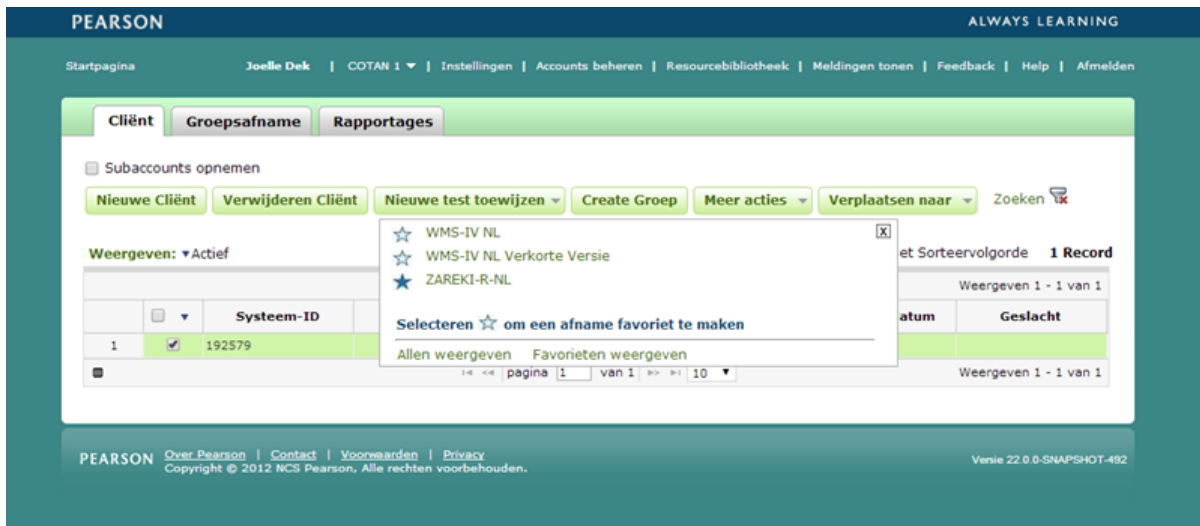 PEARSON ALWAYS LEARNING
Startpagina Joelle Dek | COTAN 1 ▼ | Instellingen | Accounts beheren | Resourcebibliotheek | Meldingen tonen | Feedback | Help | Afmelden
Cliënt Groepsafname Rapportages
Subaccounts opnemen
Nieuwe Cliënt Verwijderen Cliënt Nieuwe test toewijzen Create Groep Meer acties Verplaatsen naar Zoeken
WMS-IV NL X
WMS-IV NL Verkorte Versie
Weergeven: ▼Actief et Sorteervolgorde 1 Record
ZAREKI-R-NL
Weergeven 1 - 1 van 1
Systeem-ID atum Geslacht
Selecteren ☆ om een afname favoriet te maken
1 192579
Allen weergeven Favorieten weergeven
pagina 1 van 1 10 ▼ Weergeven 1 - 1 van 1
PEARSON Over Pearson | Contact | Voorwaarden | Privacy
Copyright © 2012 NCS Pearson, Alle rechten voorbehouden.
Versie 22.0.0-SNAPSHOT-492